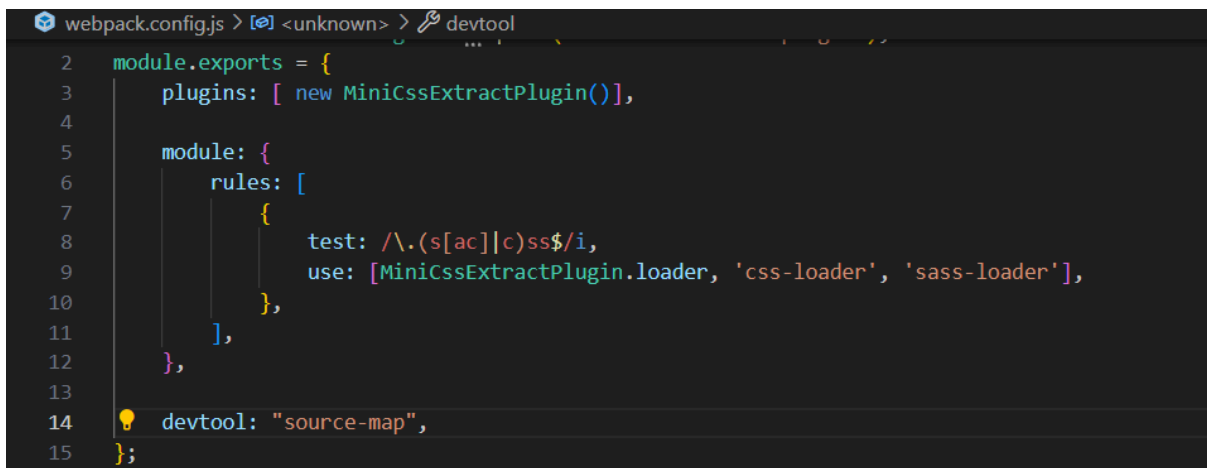 webpack.config.js > <unknown> > devtool
2 module.exports = {
3 plugins: [ new MiniCssExtractPlugin()],
4
5 module: {
6 rules: [
7 {
8 test: /\.(s[ac]|c)ss$/i,
9 use: [MiniCssExtractPlugin.loader, 'css-loader', 'sass-loader'],
10 },
11 ],
12 },
13
14 devtool: "source-map",
15 };